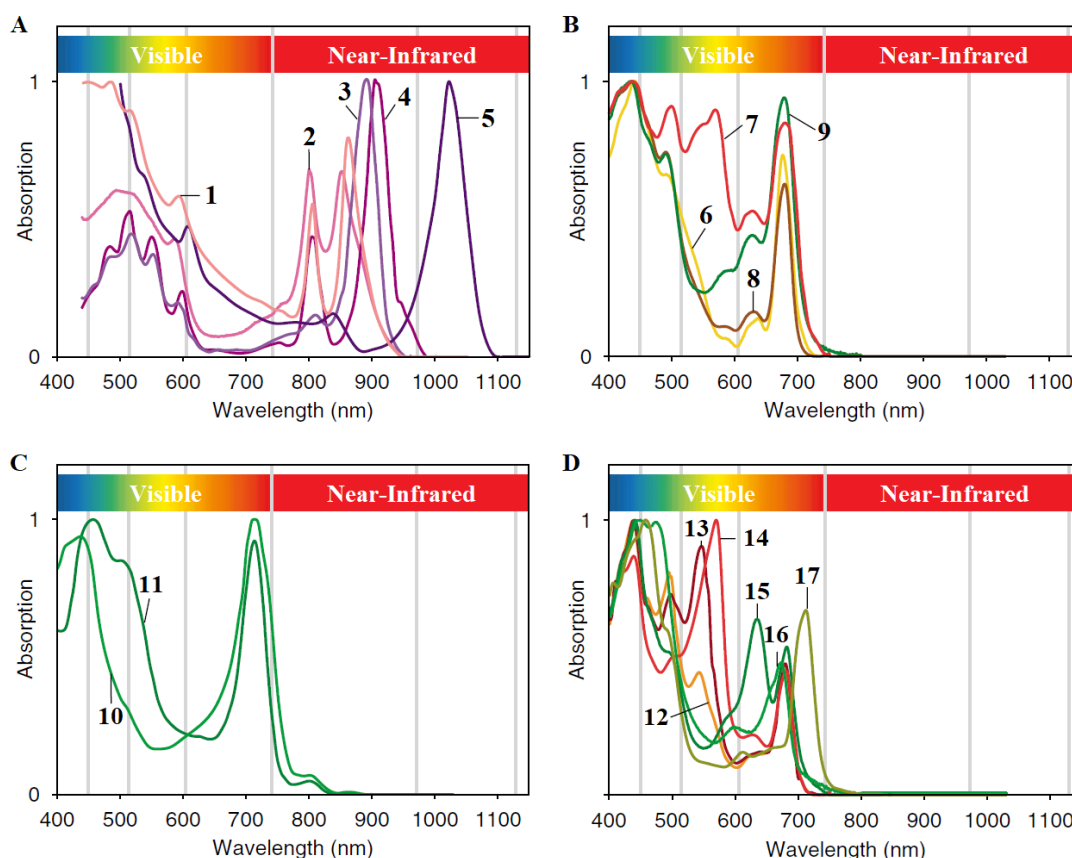 A
Visible Near-Infrared
1
2
3
4
5
1
Absorption
0
400 500 600 700 800 900 1000 1100
Wavelength (nm)
B
Visible Near-Infrared
1
7
9
6
8
Absorption
0
400 500 600 700 800 900 1000 1100
Wavelength (nm)
C
Visible Near-Infrared
1
11
10
Absorption
0
400 500 600 700 800 900 1000 1100
Wavelength (nm)
D
Visible Near-Infrared
1
13
14
15
17
16
12
Absorption
0
400 500 600 700 800 900 1000 1100
Wavelength (nm)